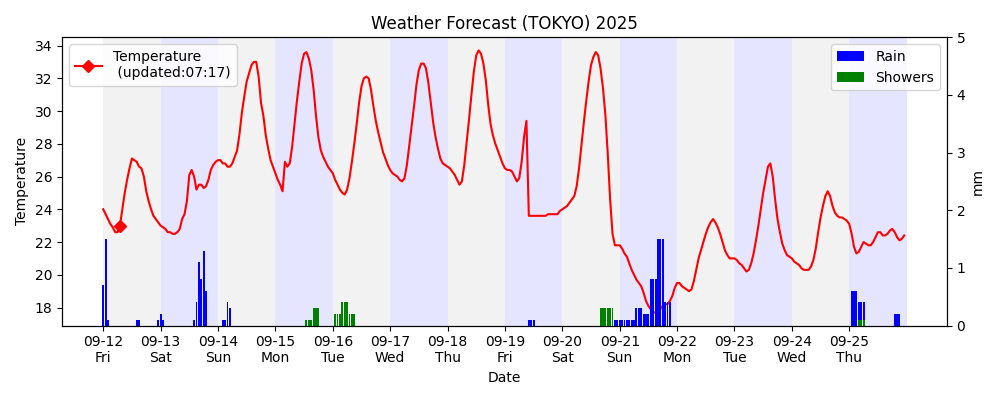 Weather Forecast (TOKYO) 2025
Temperature
(updated:07:17)
Rain
Showers
34
32
30
28
26
24
22
20
18
Temperature
5
4
3
2
1
0
mm
09-12 09-13 09-14 09-15 09-16 09-17 09-18 09-19 09-20 09-21 09-22 09-23 09-24 09-25
Fri Sat Sun Mon Tue Wed Thu Fri Sat Sun Mon Tue Wed Thu
Date